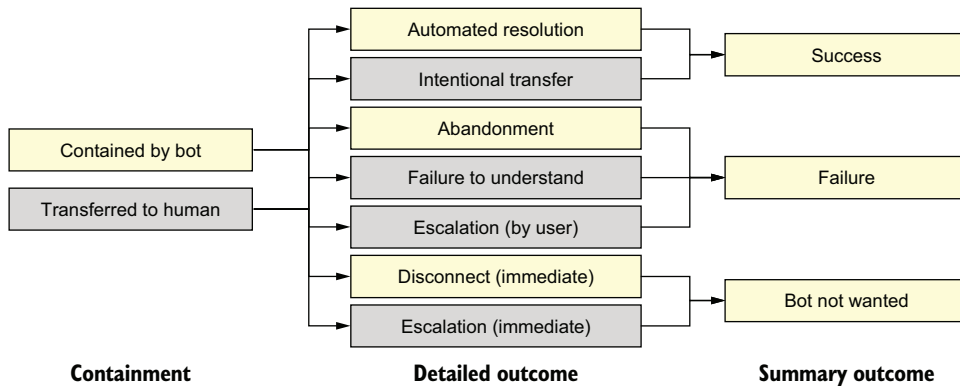 Contained by bot
Transferred to human
Automated resolution
Intentional transfer
Abandonment
Failure to understand
Escalation (by user)
Disconnect (immediate)
Escalation (immediate)
Success
Failure
Bot not wanted
Containment
Detailed outcome
Summary outcome